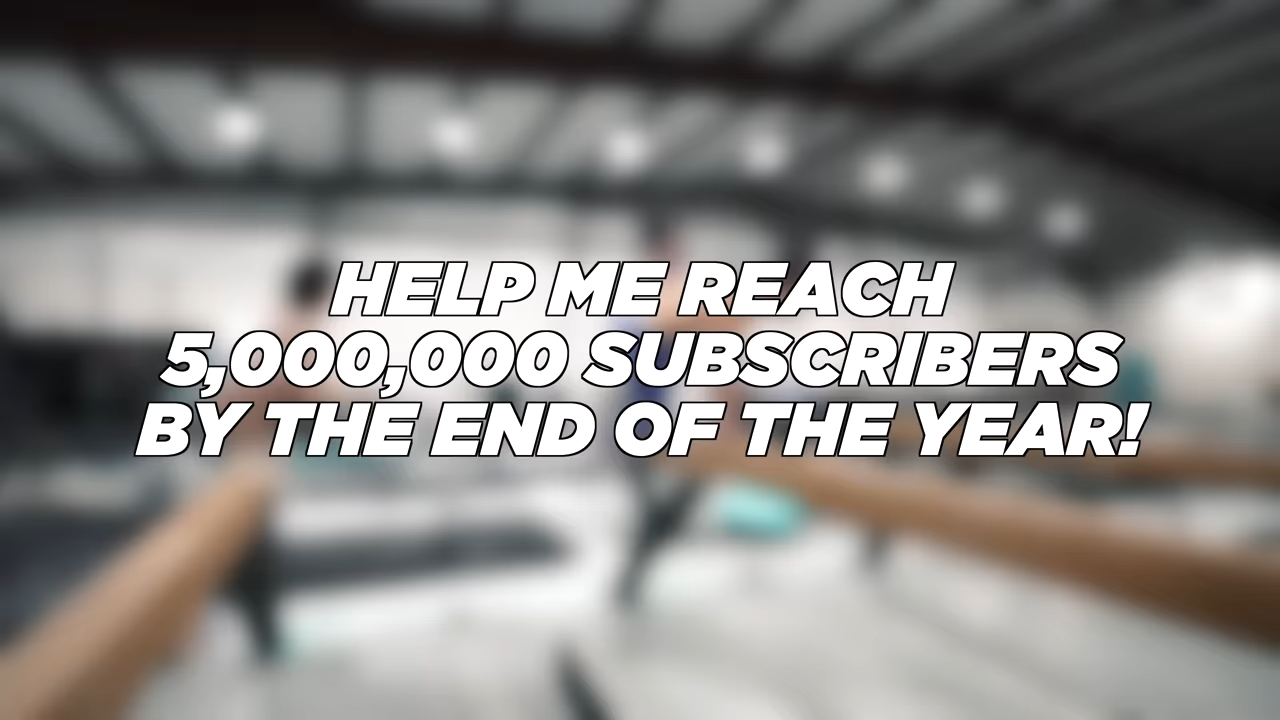 HELP ME REACH
5,000,000 SUBSCRIBERS
BY THE END OF THE YEAR!